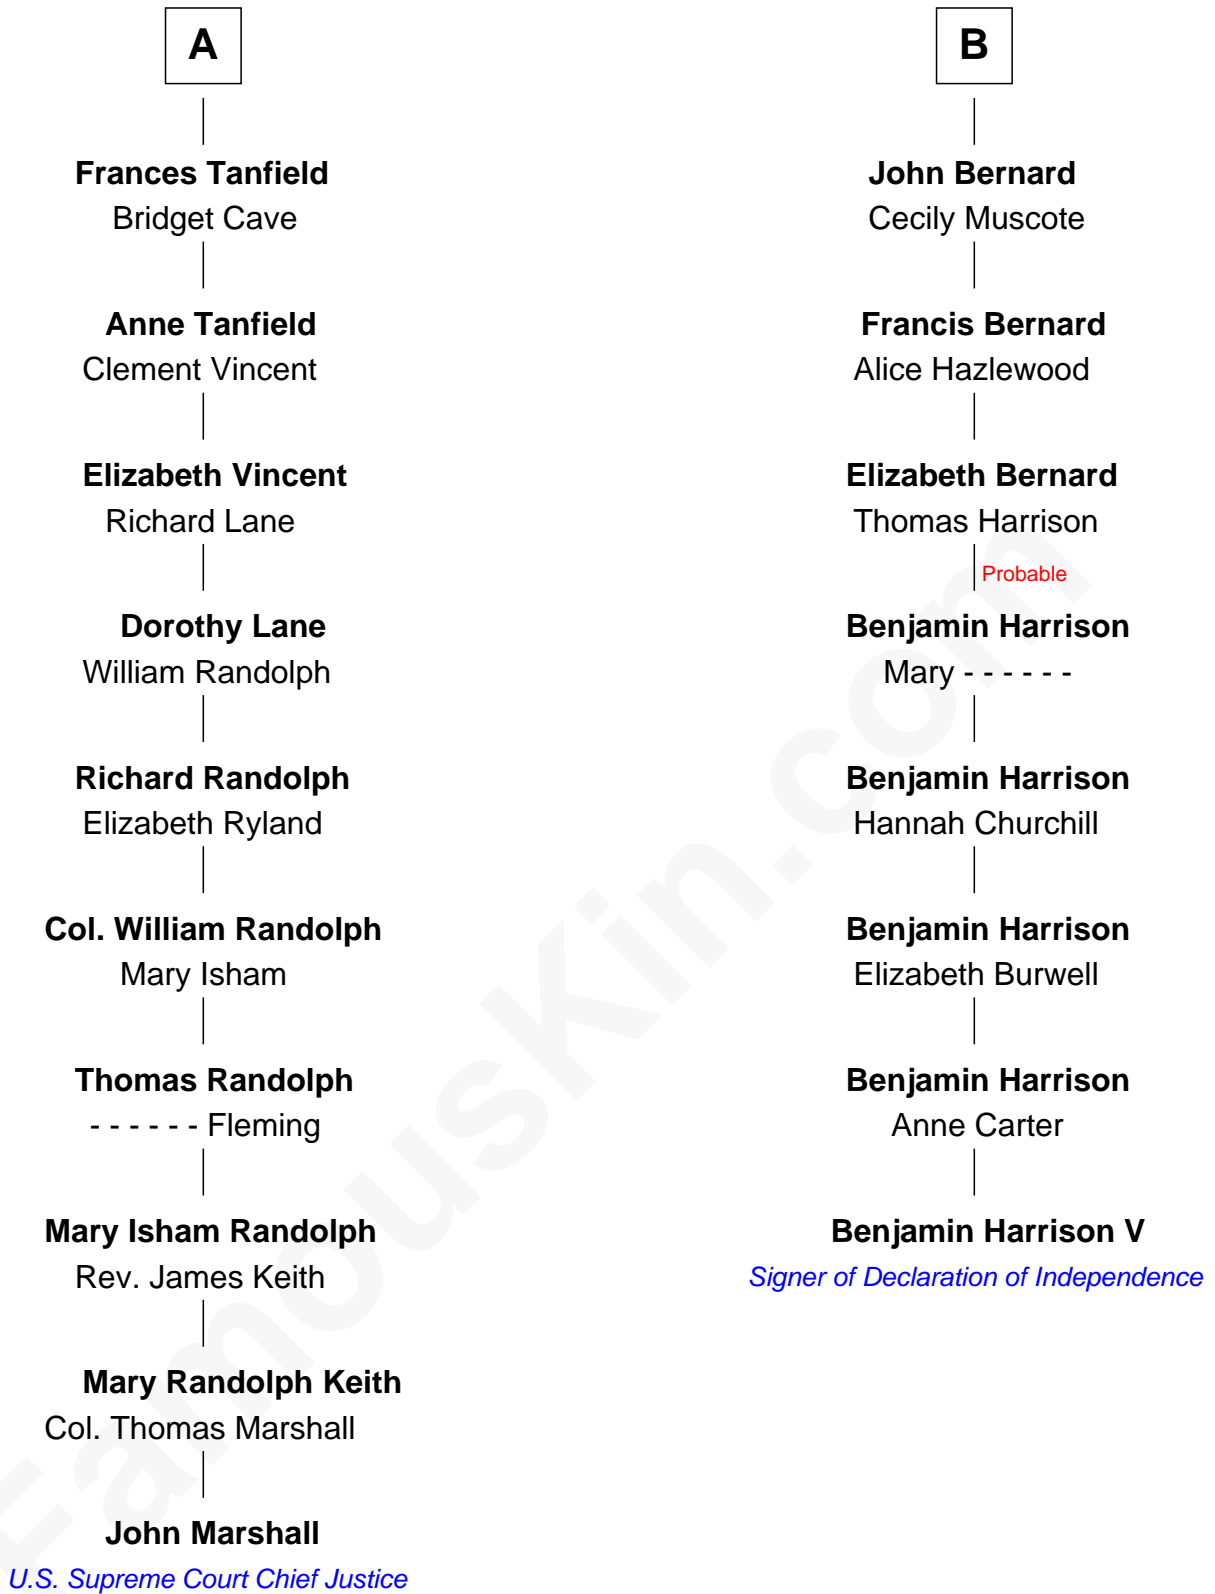 A
Frances Tanfield
Bridget Cave
Anne Tanfield
Clement Vincent
Elizabeth Vincent
Richard Lane
Dorothy Lane
William Randolph
Richard Randolph
Elizabeth Ryland
Col. William Randolph
Mary Isham
Thomas Randolph
- - - - - - Fleming
Mary Isham Randolph
Rev. James Keith
Mary Randolph Keith
Col. Thomas Marshall
John Marshall
U.S. Supreme Court Chief Justice
B
John Bernard
Cecily Muscote
Francis Bernard
Alice Hazlewood
Elizabeth Bernard
Thomas Harrison
Probable
Benjamin Harrison
Mary - - - - - -
Benjamin Harrison
Hannah Churchill
Benjamin Harrison
Elizabeth Burwell
Benjamin Harrison
Anne Carter
Benjamin Harrison V
Signer of Declaration of Independence
FamousKin.com